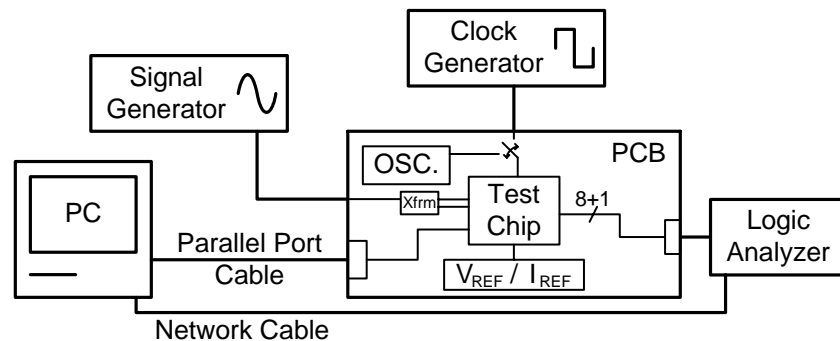 Clock
Generator
Signal
Generator
PCB
OSC.
PC
Xfrm
Test
Chip
8+1
Logic
Analyzer
Parallel Port
Cable
VREF / IREF
Network Cable